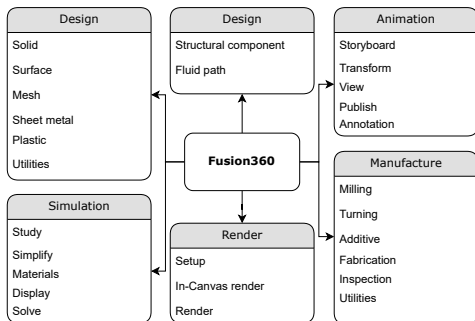 Design
Solid
Surface
Mesh
Sheet metal
Plastic
Utilities
Design
Structural component
Fluid path
Animation
Storyboard
Transform
View
Publish
Annotation
Fusion360
Simulation
Study
Simplify
Materials
Display
Solve
Render
Setup
In-Canvas render
Render
Manufacture
Milling
Turning
Additive
Fabrication
Inspection
Utilities